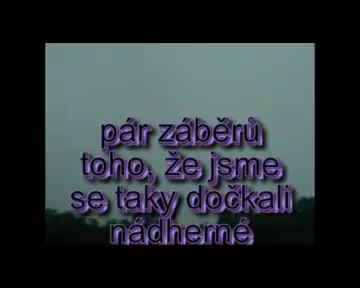 pár záběrů
toho, že jsme
se taky dočkali
nádherné